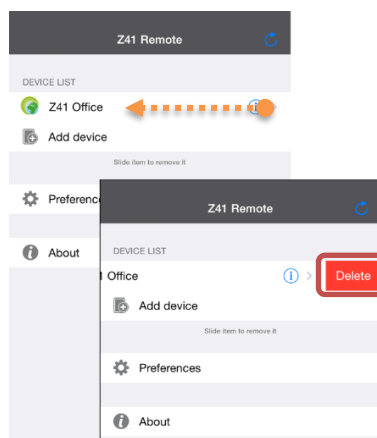 Z41 Remote
DEVICE LIST
Z41 Office
Add device
Slide item to remove it
Preferenc
About
Z41 Remote
DEVICE LIST
Office
Delete
Add device
Slide item to remove it
Preferences
About